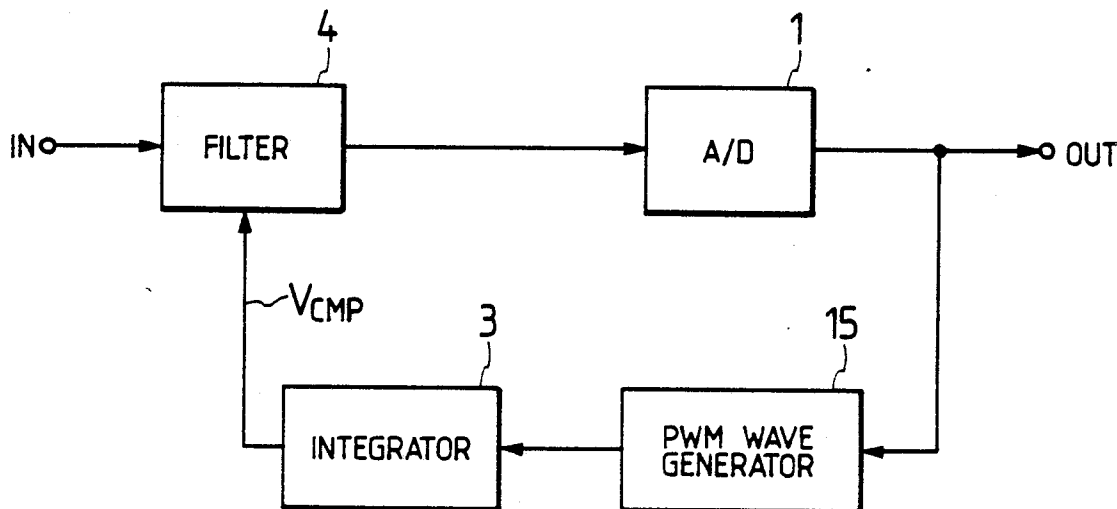 4
1
IN
FILTER
A/D
OUT
VCMP
3
15
INTEGRATOR
PWM WAVE
GENERATOR